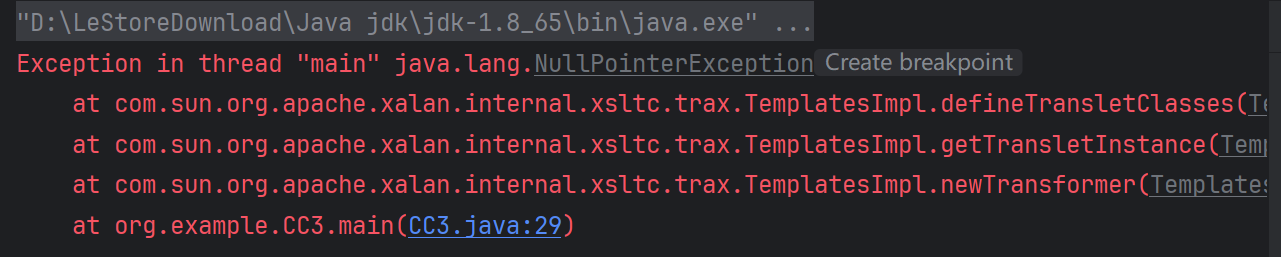 "D:\LeStoreDownload\Java jdk\jdk-1.8_65\bin\java.exe" ...
Exception in thread "main" java.lang.NullPointerException Create breakpoint
at com.sun.org.apache.xalan.internal.xsltc.trax.TemplatesImpl.defineTransletClasses(Te
at com.sun.org.apache.xalan.internal.xsltc.trax.TemplatesImpl.getTransletInstance(Temp
at com.sun.org.apache.xalan.internal.xsltc.trax.TemplatesImpl.newTransformer(Templates
at org.example.CC3.main(CC3.java:29)